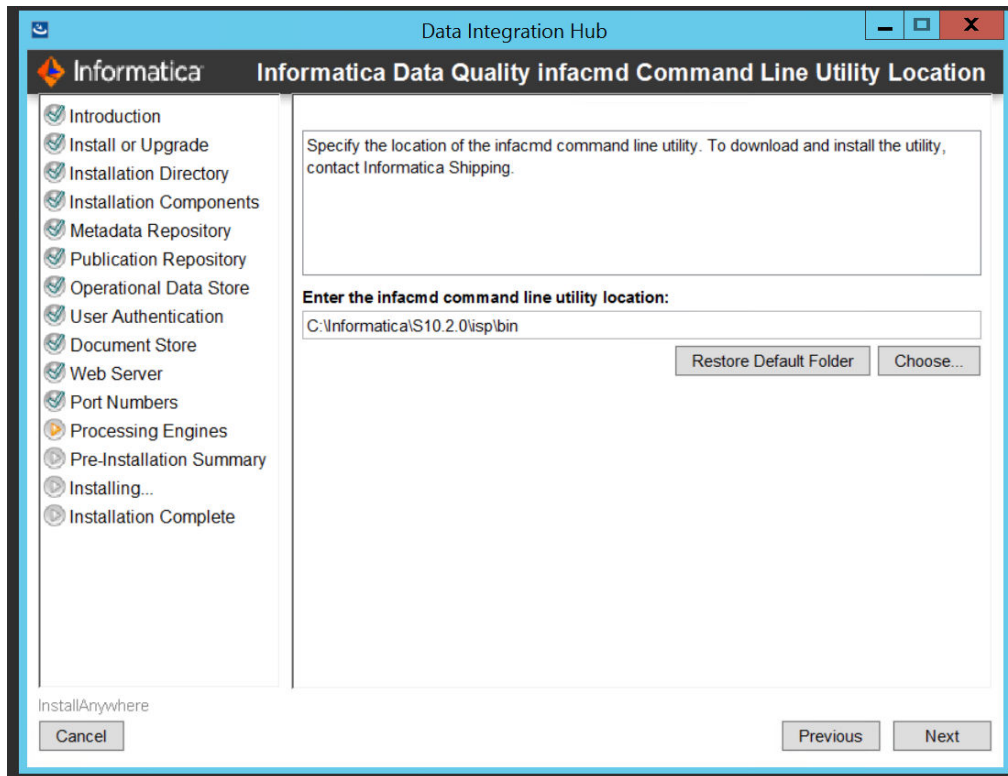 Data Integration Hub
Informatica
Informatica Data Quality infacmd Command Line Utility Location
Introduction
Install or Upgrade
Installation Directory
Installation Components
Metadata Repository
Publication Repository
Operational Data Store
User Authentication
Document Store
Web Server
Port Numbers
Processing Engines
Pre-Installation Summary
Installing...
Installation Complete
Specify the location of the infacmd command line utility. To download and install the utility,
contact Informatica Shipping.
Enter the infacmd command line utility location:
C:\Informatica\S10.2.0\isp\bin
Restore Default Folder
Choose...
InstallAnywhere
Cancel
Previous
Next